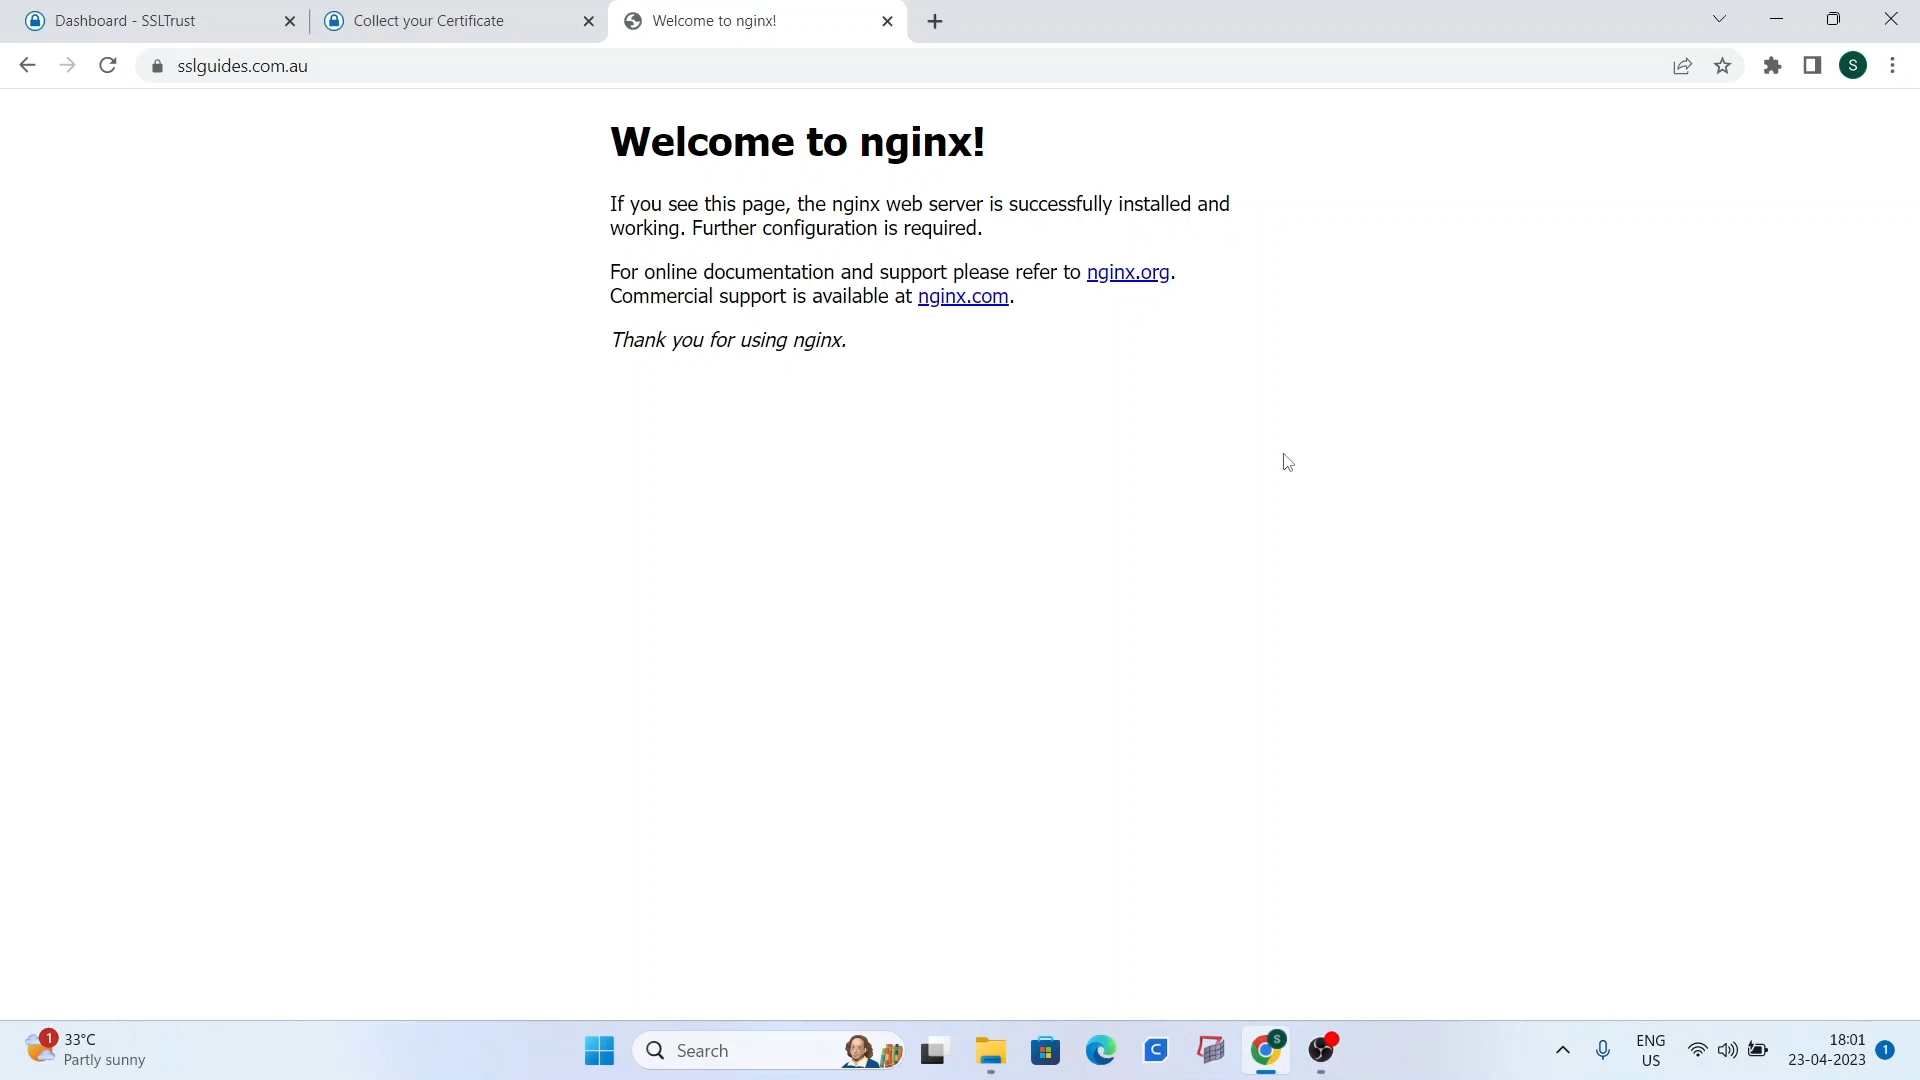 Dashboard - SSLTrust
Collect your Certificate
Welcome to nginx!
sslguides.com.au
S
Welcome to nginx!
If you see this page, the nginx web server is successfully installed and
working. Further configuration is required.
For online documentation and support please refer to nginx.org.
Commercial support is available at nginx.com.
Thank you for using nginx.
1
33°C
Partly sunny
Search
C
S
ENG
US
18:01
23-04-2023
1